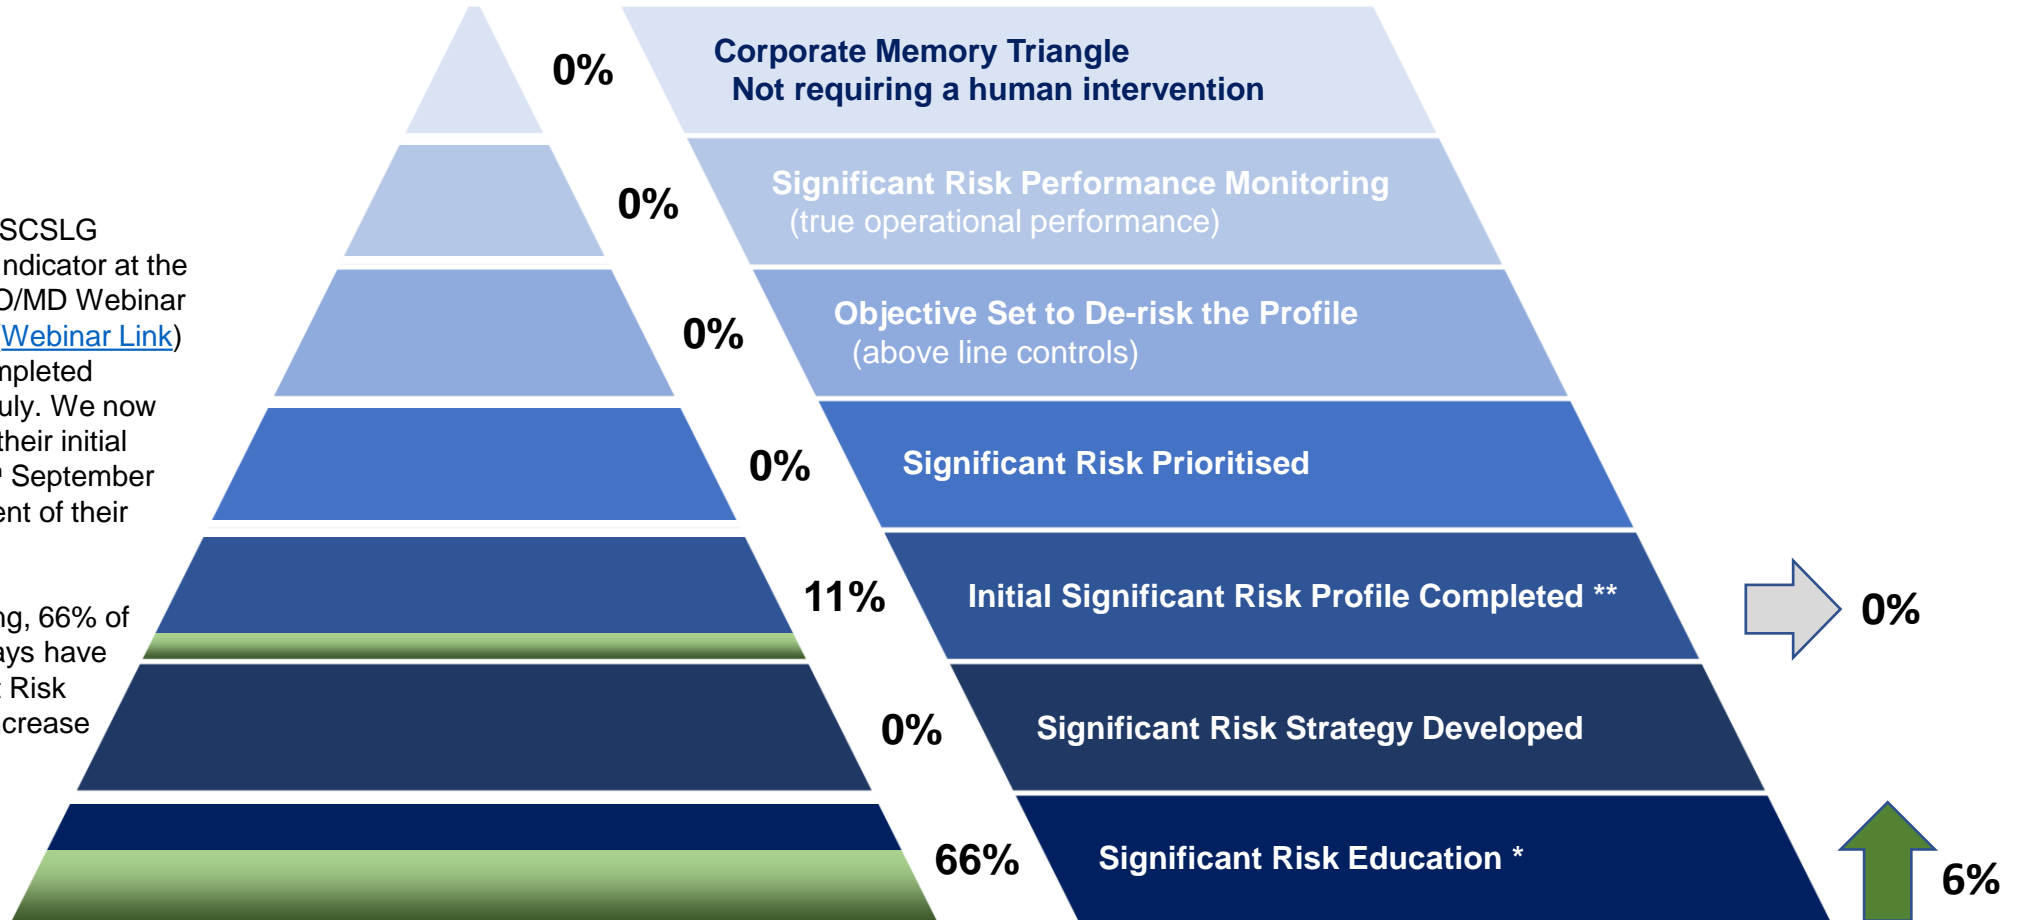 0%
Corporate Memory Triangle
Not requiring a human intervention
0%
Significant Risk Performance Monitoring
(true operational performance)
SCSLG
ndicator at the
O/MD Webinar
(Webinar Link)
mpleted
uly. We now
their initial
September
ent of their
ng, 66% of
ays have
t Risk
ncrease
0%
Objective Set to De-risk the Profile
(above line controls)
0%
Significant Risk Prioritised
11%
Initial Significant Risk Profile Completed **
0%
0%
Significant Risk Strategy Developed
66%
Significant Risk Education *
6%